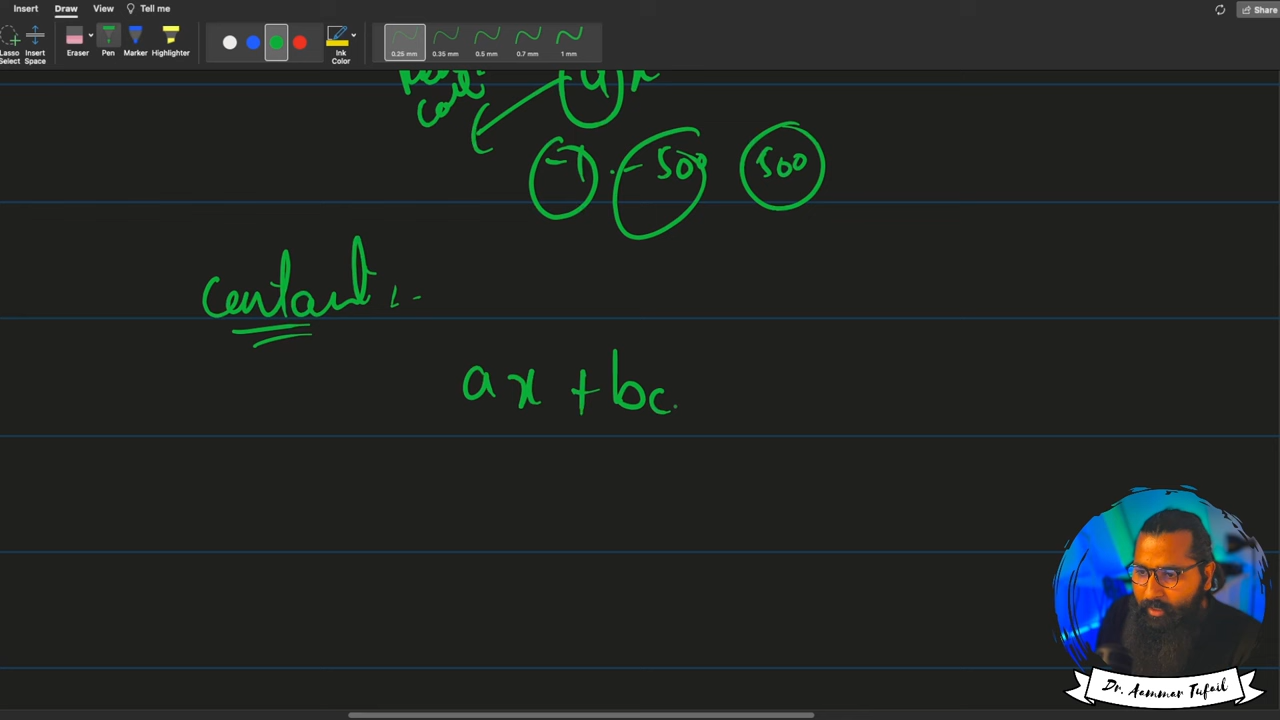 Insert Draw View Tell me
Share
Lasso Select Insert Space Eraser Pen Marker Highlighter Ink Color 0.25 mm 0.35 mm 0.5 mm 0.7 mm 1 mm
-500 500
ax + bc
Dr. Aammar Tufail